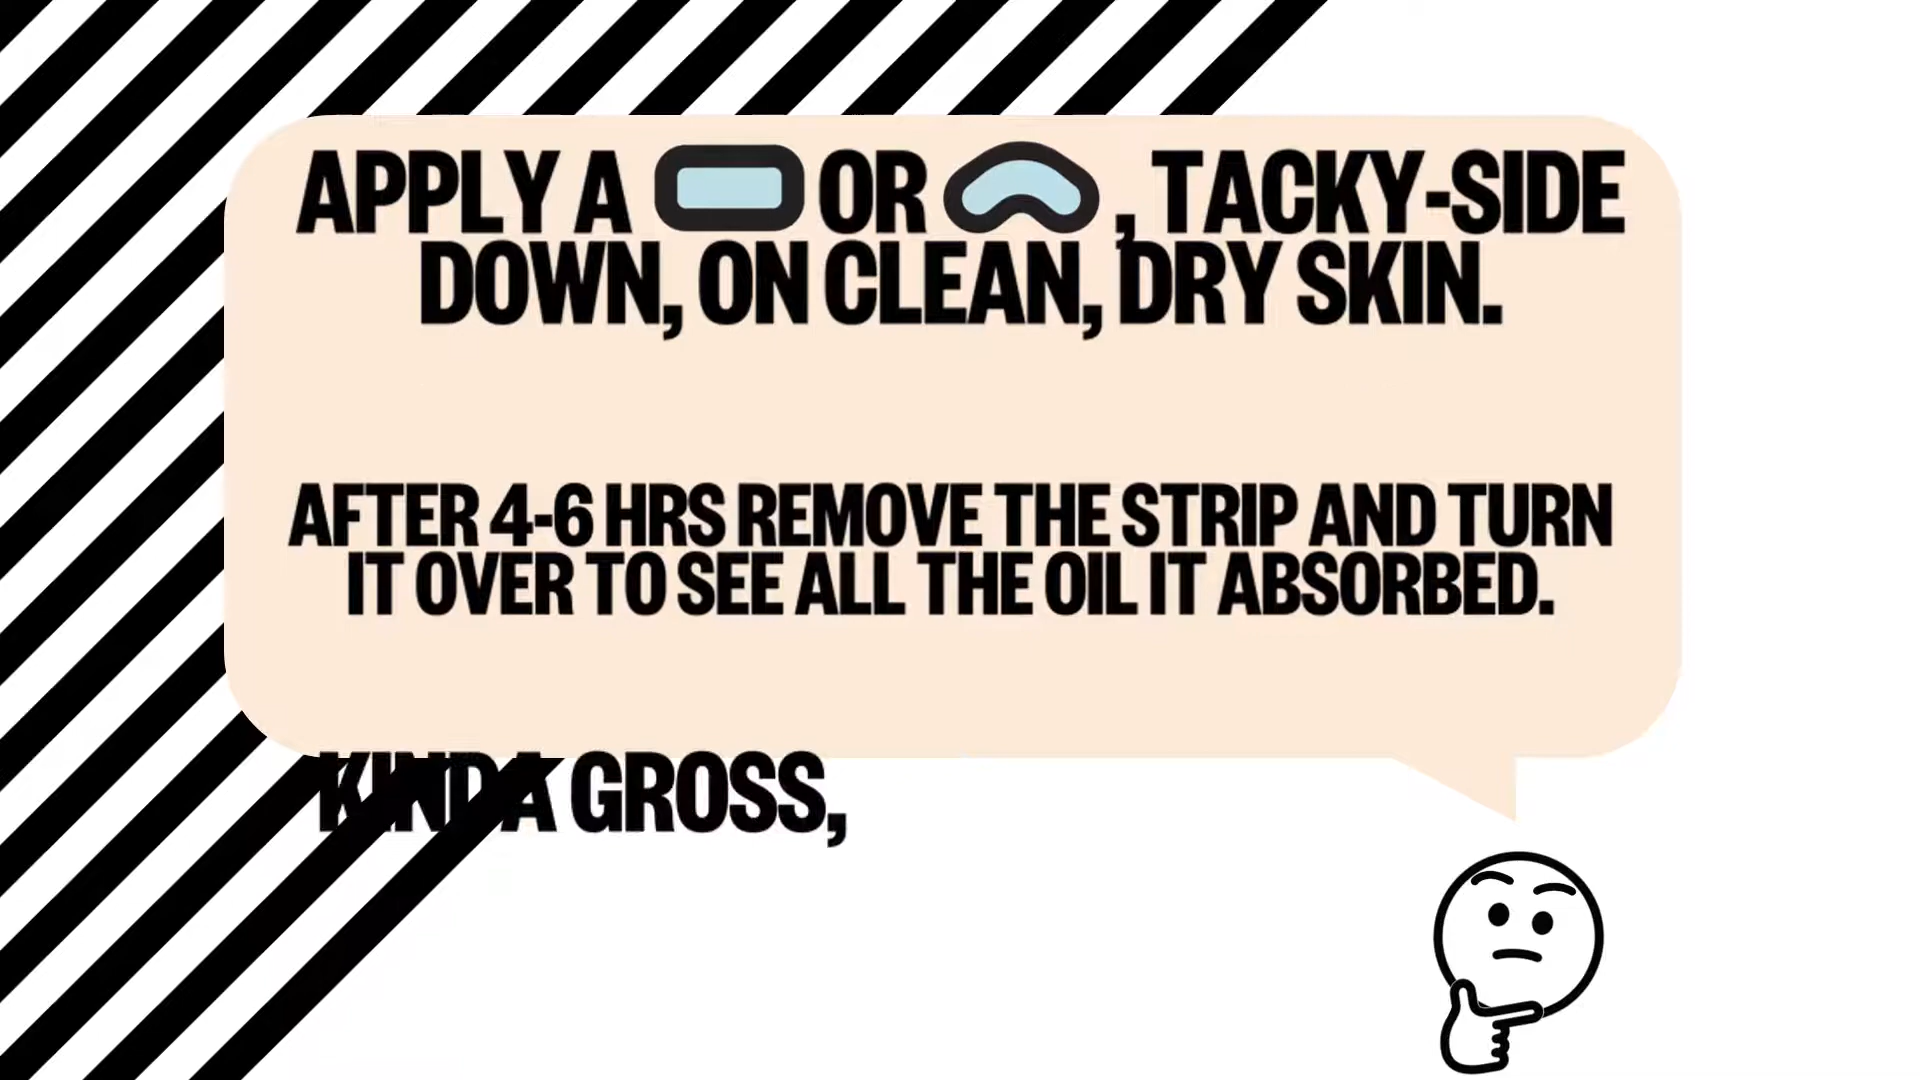 APPLY A OR , TACKY-SIDE
DOWN, ON CLEAN, DRY SKIN.
AFTER 4-6 HRS REMOVE THE STRIP AND TURN
IT OVER TO SEE ALL THE OIL IT ABSORBED.
KINDA GROSS,